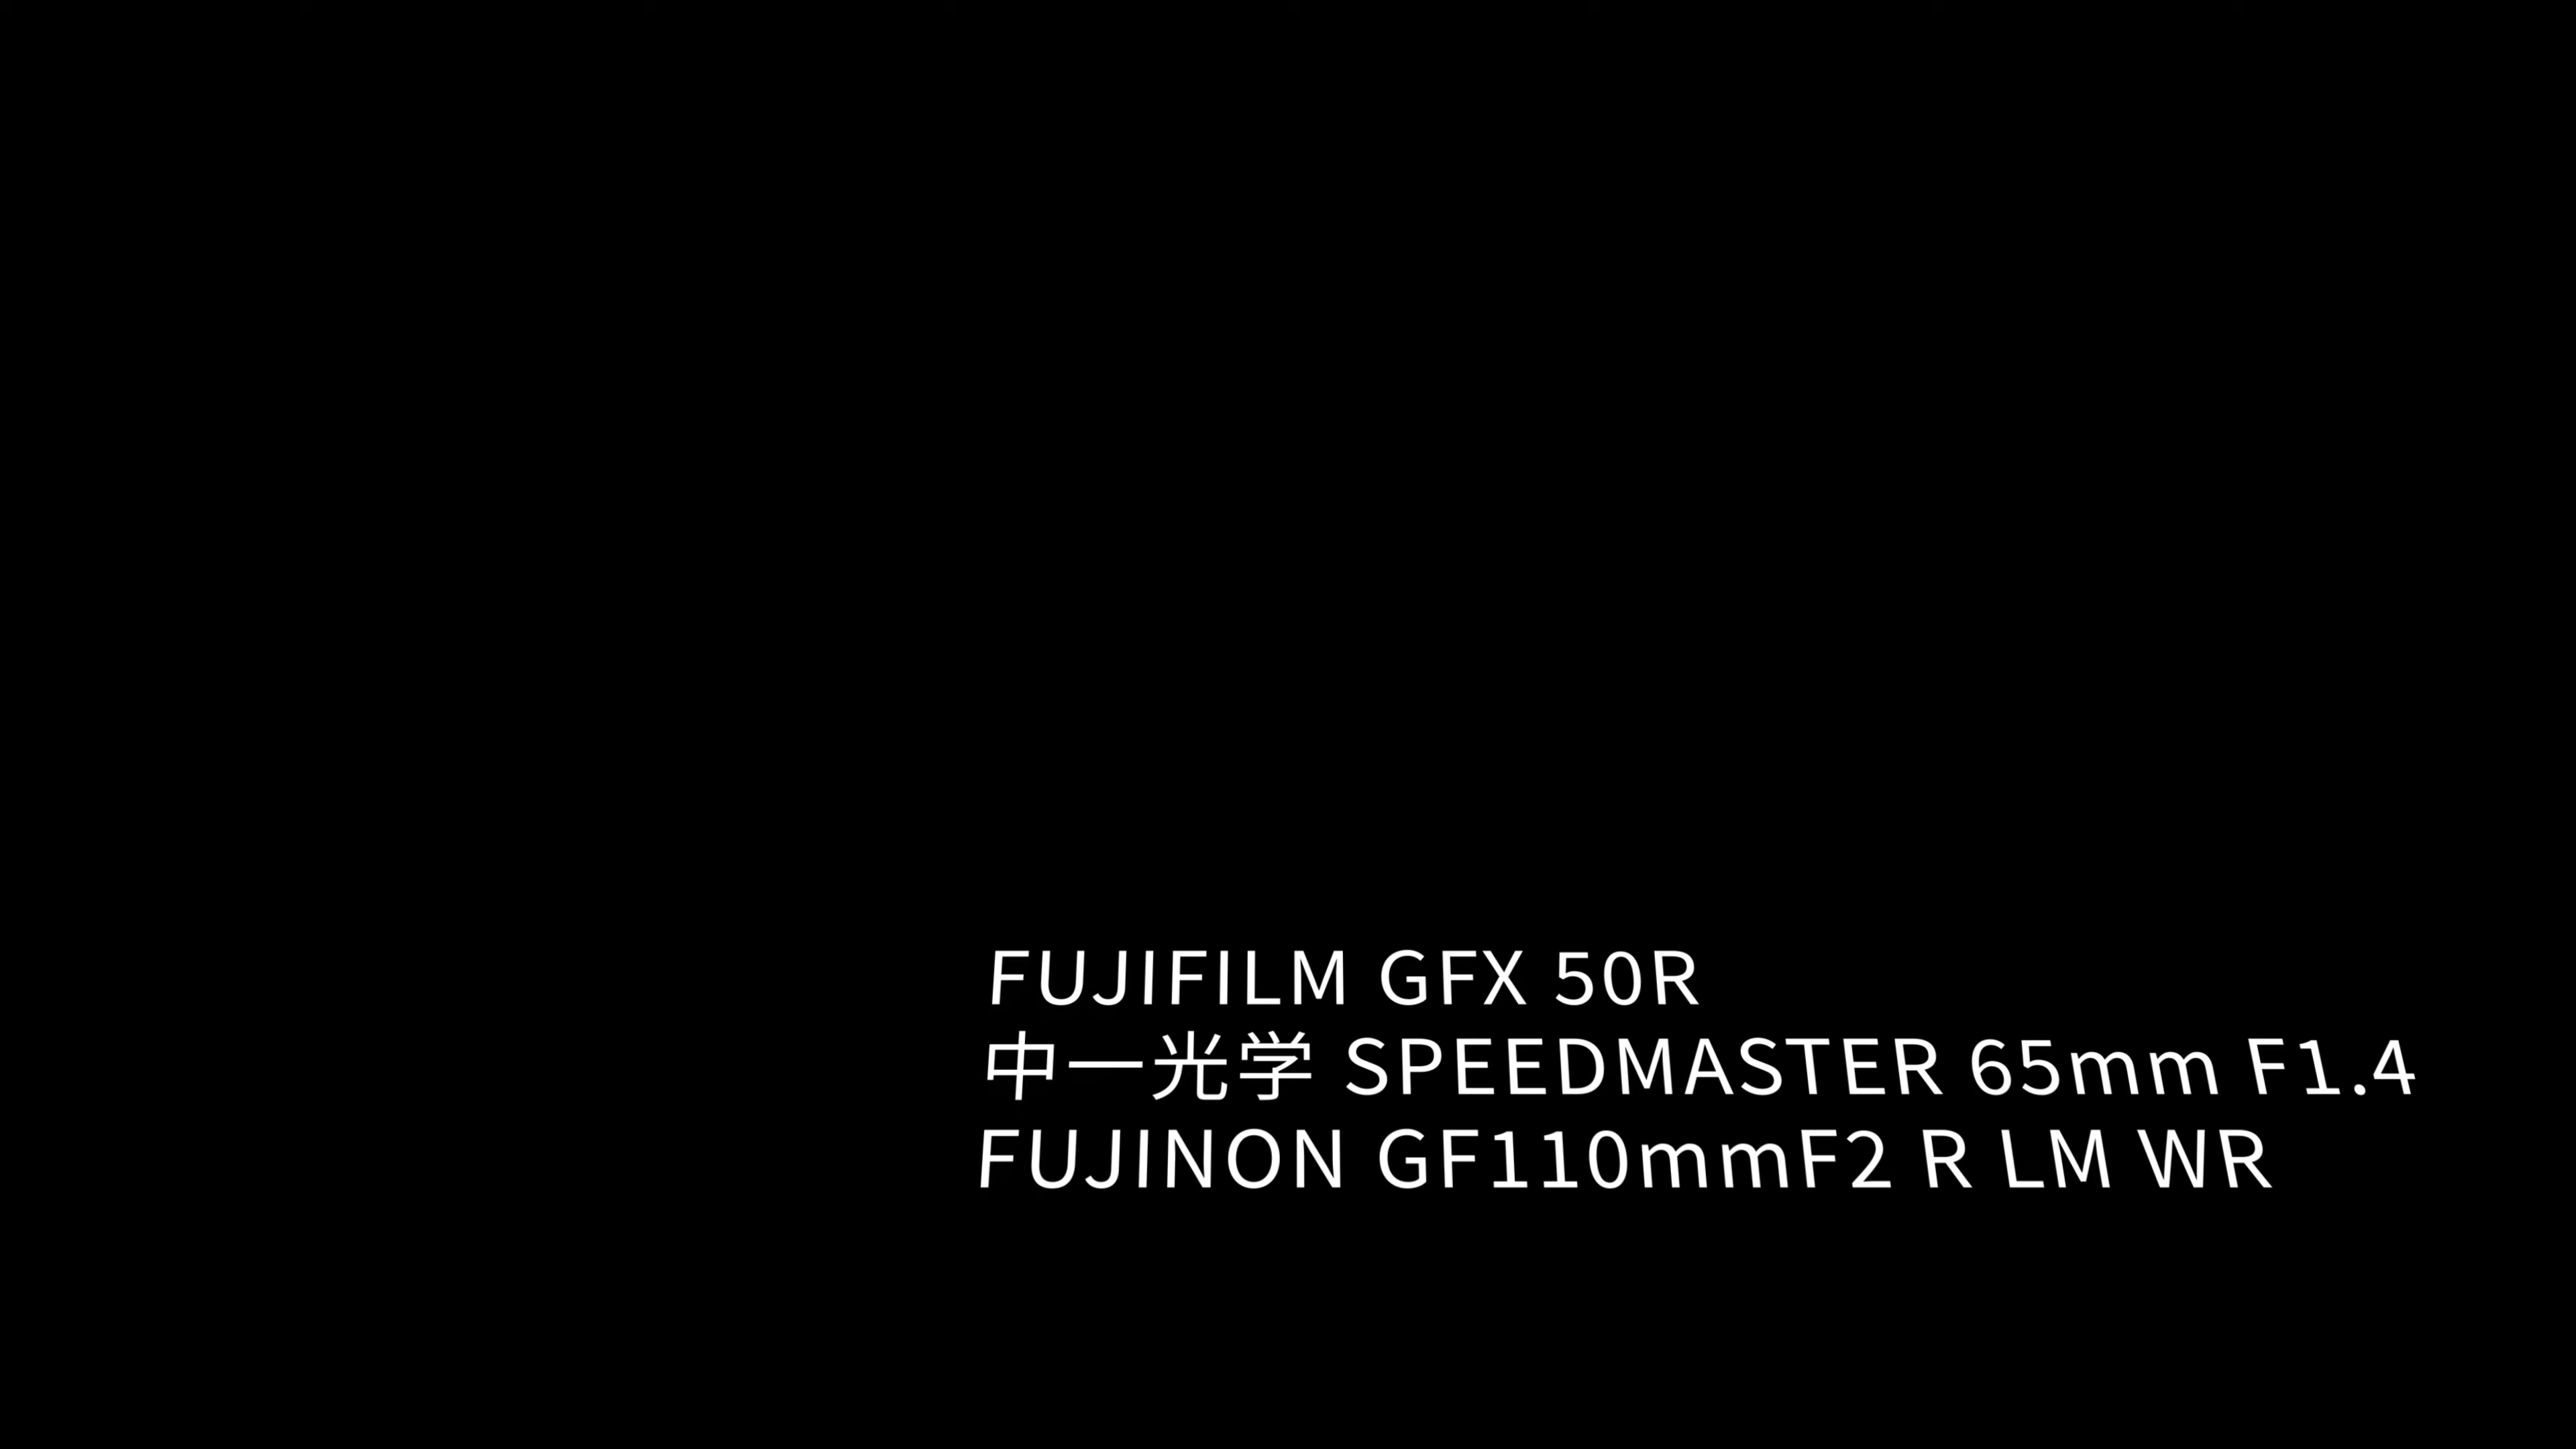 FUJIFILM GFX 50R
中一光学 SPEEDMASTER 65mm F1.4
FUJINON GF110mmF2 R LM WR